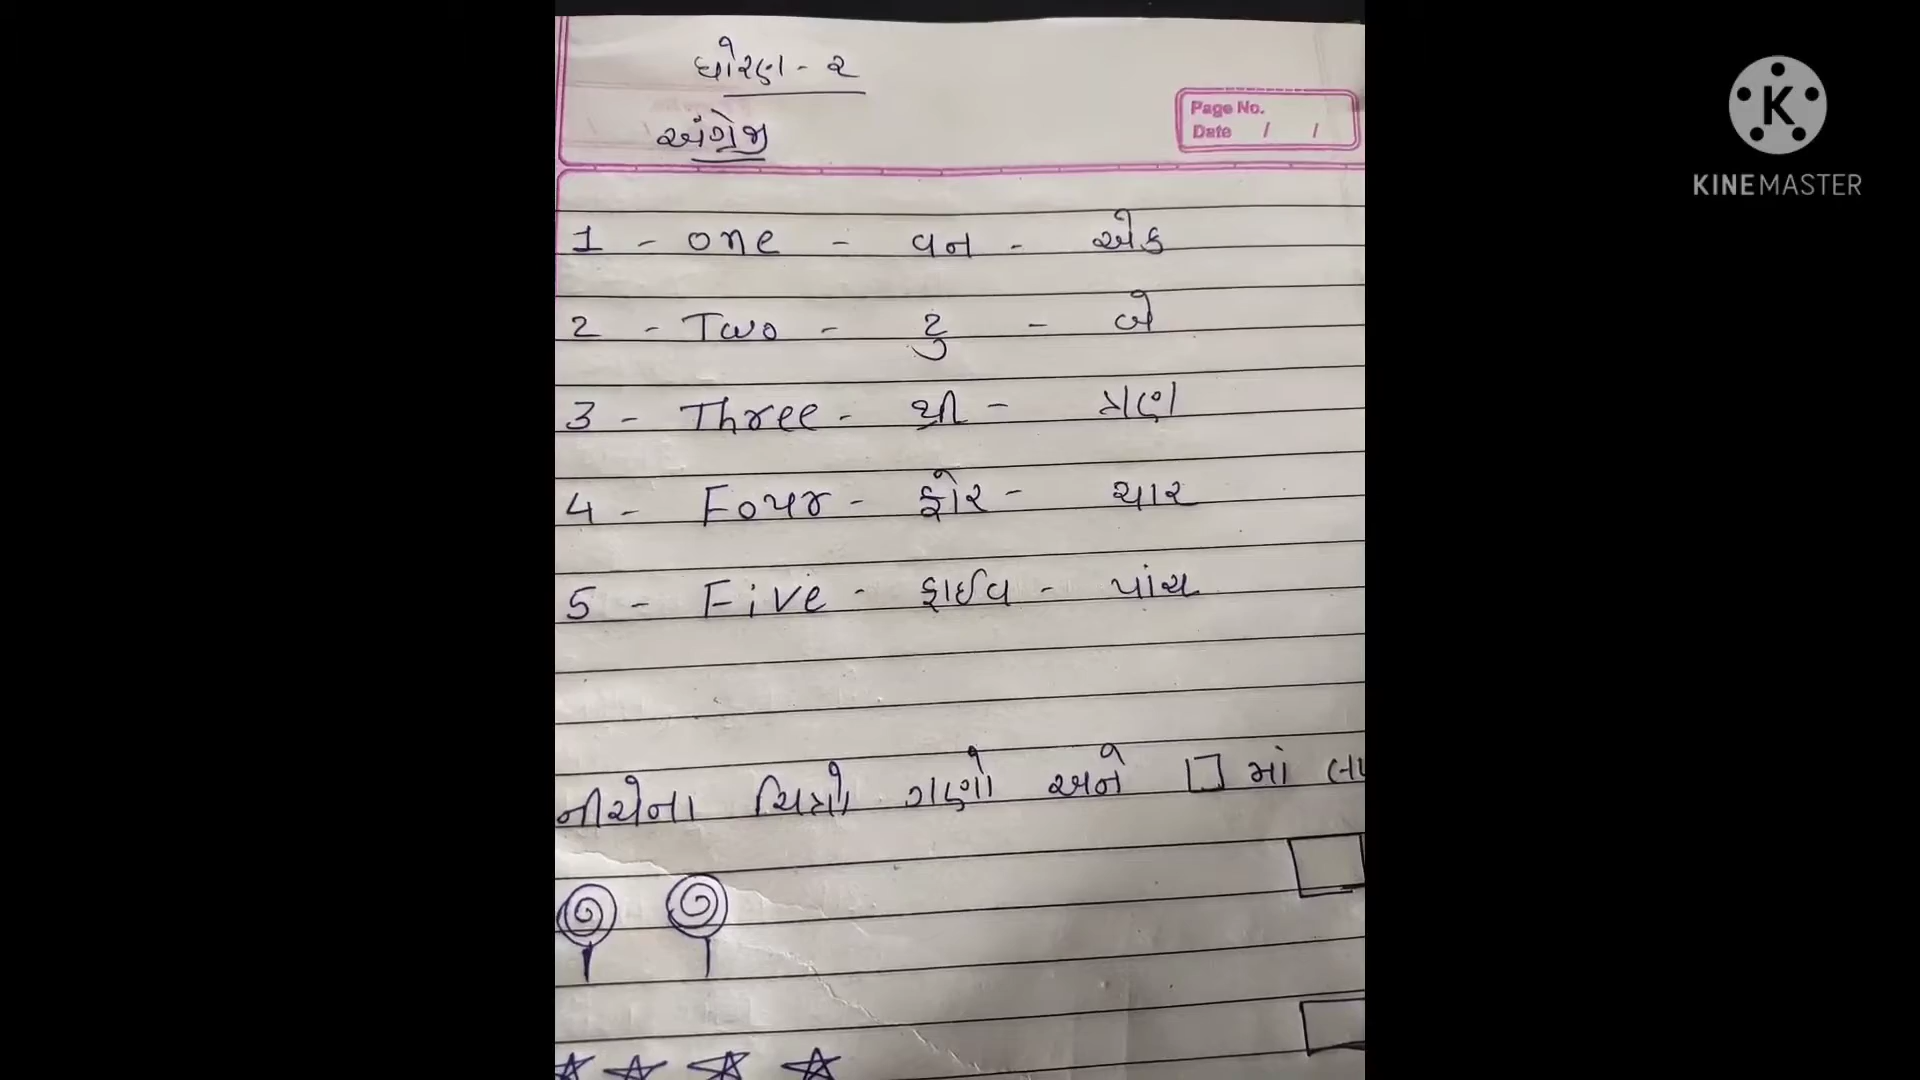 ધોરણ - ૨
અંગ્રેજી
Page No.
Date / /
1 - one - વન - એક
2 - Two - ટુ - બે
3 - Three - થ્રી - ત્રણ
4 - Four - ફોર - ચાર
5 - Five - ફાઈવ - પાંચ
નીચેના ચિત્રો ગણો અને □ માં
K
KINEMASTER